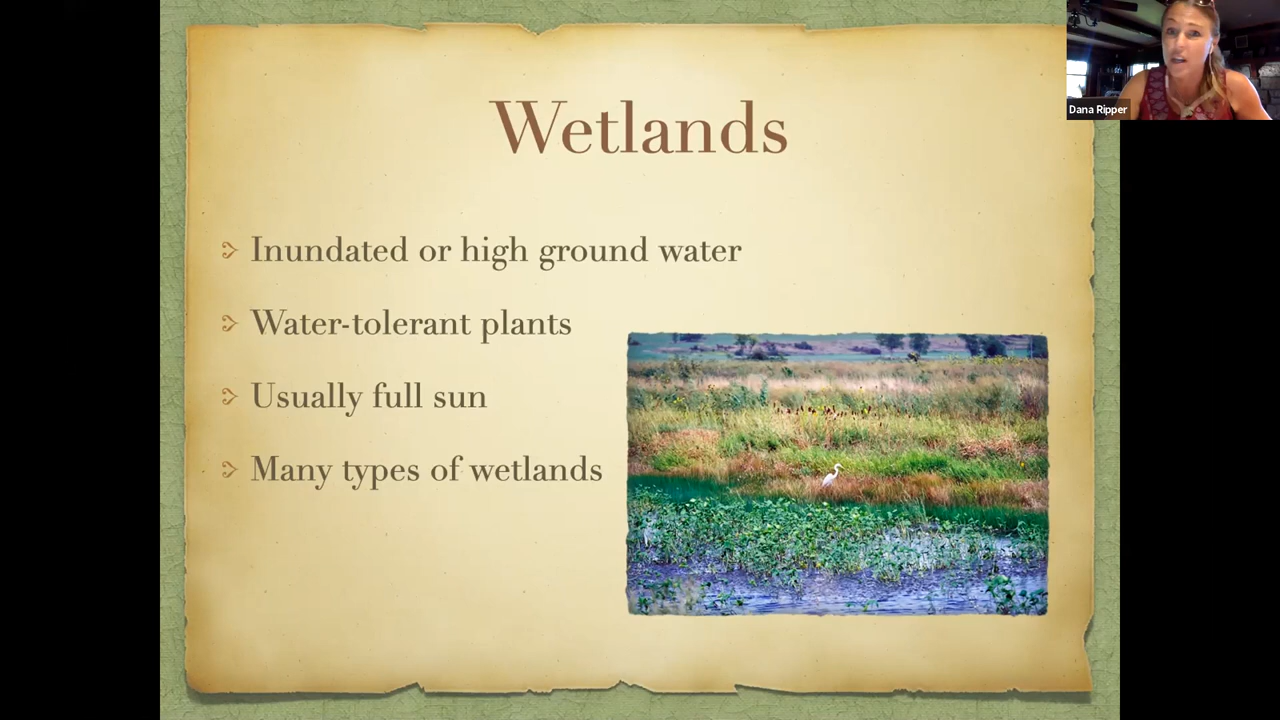 Wetlands
Inundated or high ground water
Water-tolerant plants
Usually full sun
Many types of wetlands
Dana Ripper